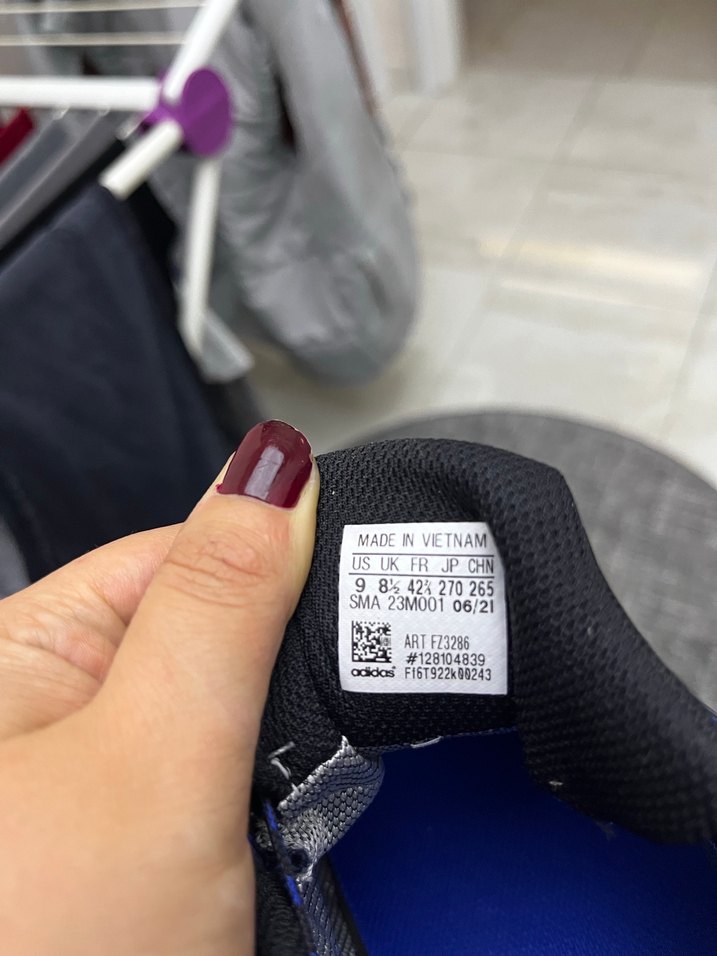 MADE IN VIETNAM
US UK FR JP CHN
9 8½ 42⅔ 270 265
SMA 23M001 06/21
ART FZ3286
#128104839
adidas F16T922k00243